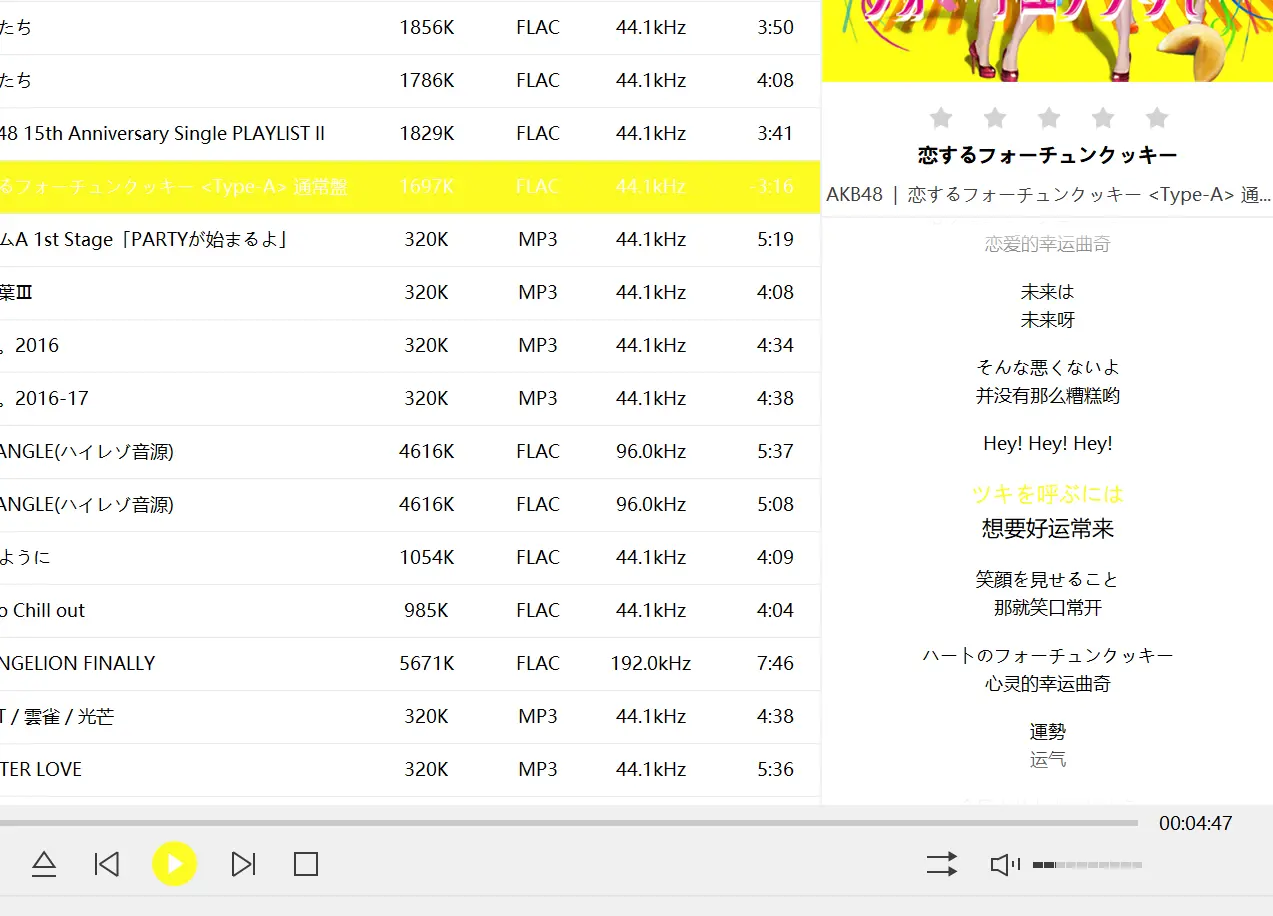 たち 1856K FLAC 44.1kHz 3:50
たち 1786K FLAC 44.1kHz 4:08
48 15th Anniversary Single PLAYLIST II 1829K FLAC 44.1kHz 3:41
るフォーチュンクッキー <Type-A> 通常盤 1697K FLAC 44.1kHz -3:16
ムA 1st Stage「PARTYが始まるよ」 320K MP3 44.1kHz 5:19
葉Ⅲ 320K MP3 44.1kHz 4:08
。2016 320K MP3 44.1kHz 4:34
。2016-17 320K MP3 44.1kHz 4:38
ANGLE(ハイレゾ音源) 4616K FLAC 96.0kHz 5:37
ANGLE(ハイレゾ音源) 4616K FLAC 96.0kHz 5:08
ように 1054K FLAC 44.1kHz 4:09
o Chill out 985K FLAC 44.1kHz 4:04
NGELION FINALLY 5671K FLAC 192.0kHz 7:46
T / 雲雀 / 光芒 320K MP3 44.1kHz 4:38
TER LOVE 320K MP3 44.1kHz 5:36
恋するフォーチュンクッキー
AKB48 | 恋するフォーチュンクッキー <Type-A> 通...
恋爱的幸运曲奇
未来は
未来呀
そんな悪くないよ
并没有那么糟糕哟
Hey! Hey! Hey!
ツキを呼ぶには
想要好运常来
笑顔を見せること
那就笑口常开
ハートのフォーチュンクッキー
心灵的幸运曲奇
運勢
运气
00:04:47